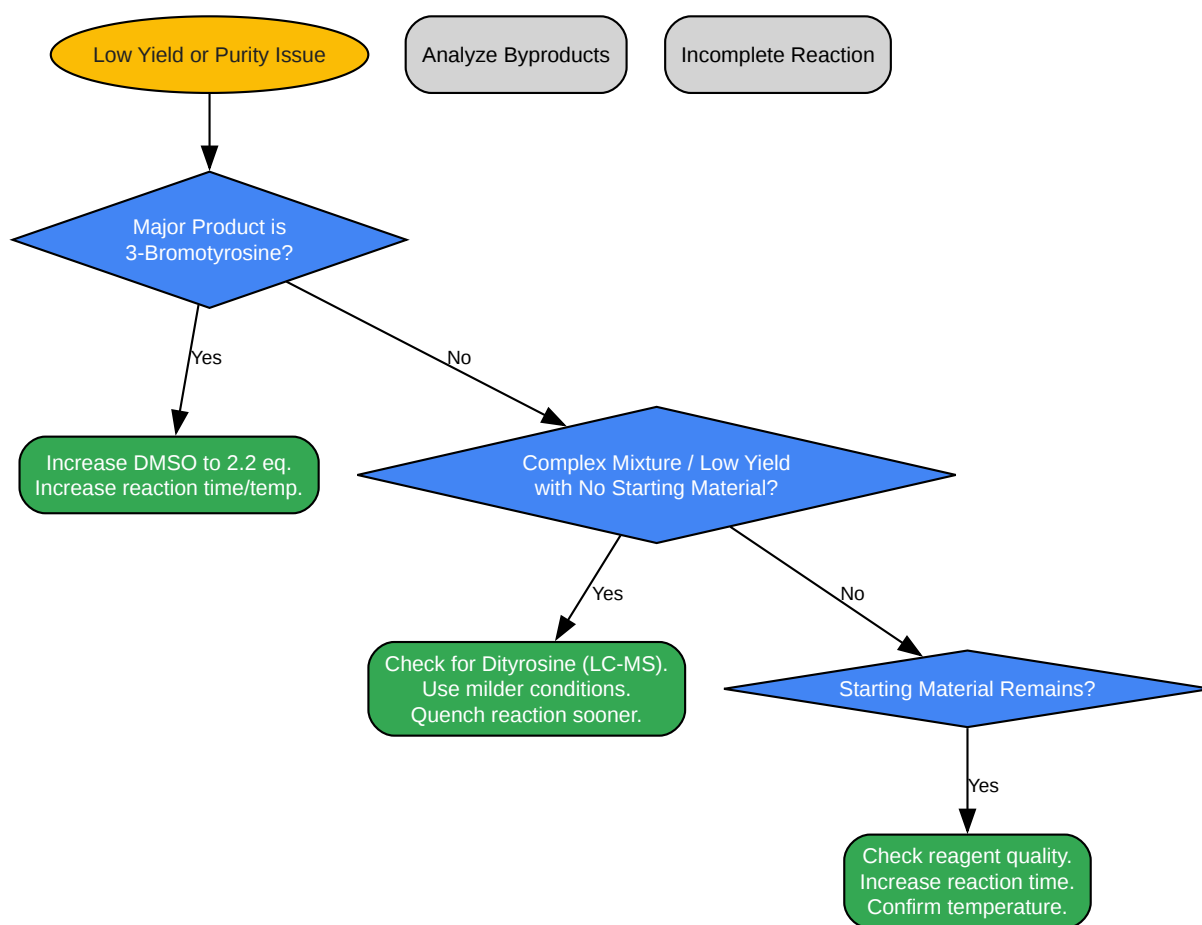 Low Yield or Purity Issue
Analyze Byproducts
Incomplete Reaction
Major Product is
3-Bromotyrosine?
Yes
No
Increase DMSO to 2.2 eq.
Increase reaction time/temp.
Complex Mixture / Low Yield
with No Starting Material?
Yes
No
Check for Dityrosine (LC-MS).
Use milder conditions.
Quench reaction sooner.
Starting Material Remains?
Yes
Check reagent quality.
Increase reaction time.
Confirm temperature.